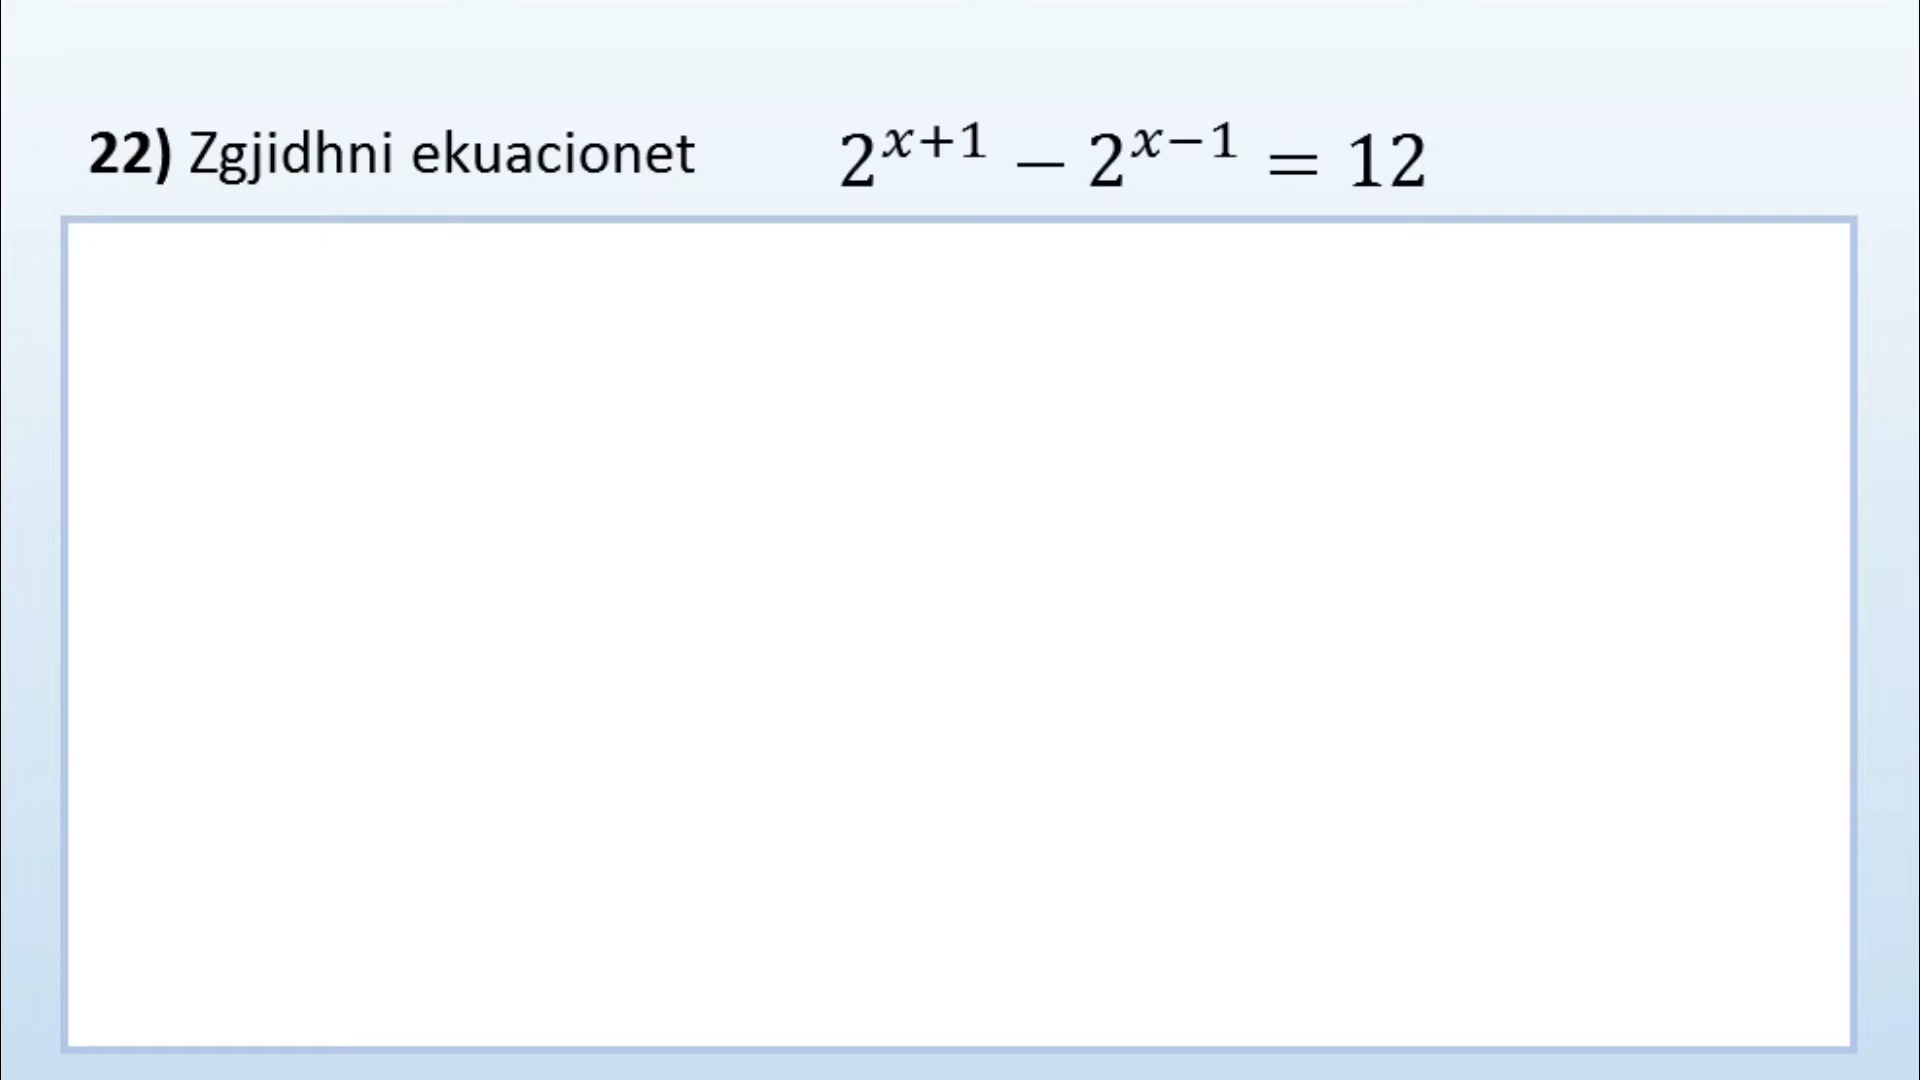 22) Zgjidhni ekuacionet 2^{x+1} − 2^{x−1} = 12